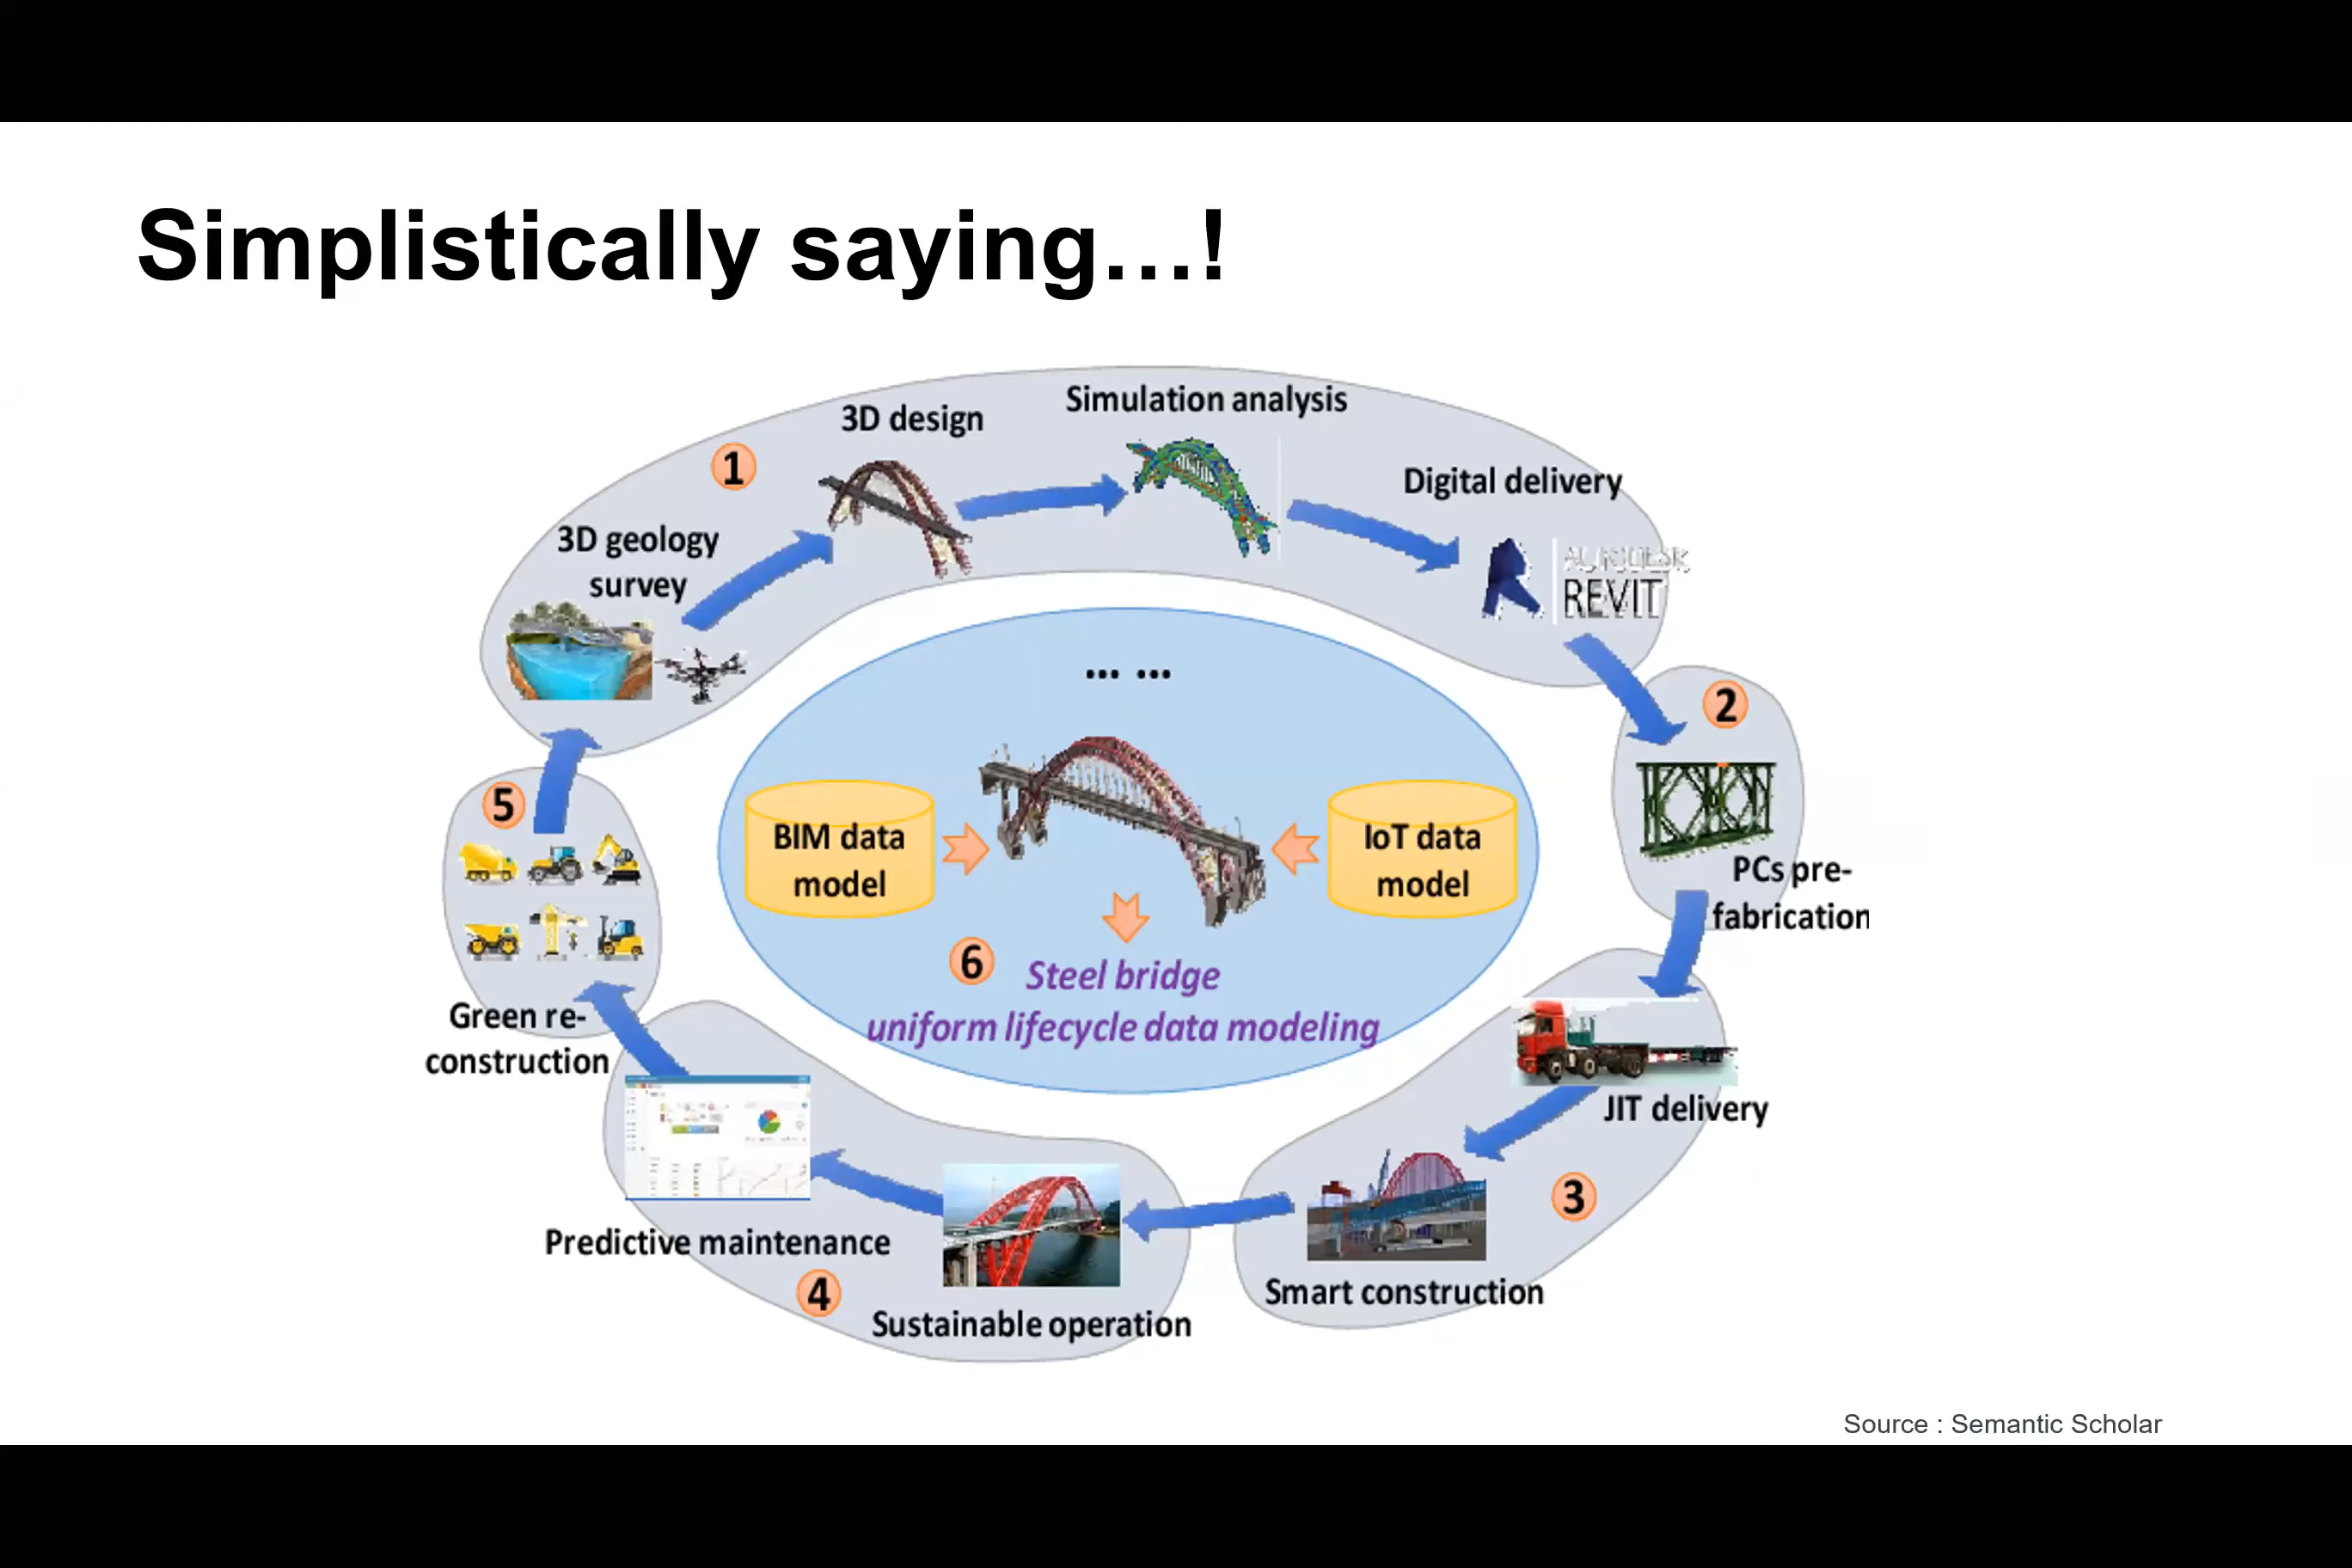 Simplistically saying...!
Simulation analysis
3D design
1
Digital delivery
3D geology
survey
AUTODESK
REVIT
2
... ...
5
BIM data
model
IoT data
model
PCs pre-
fabrication
6
Steel bridge
uniform lifecycle data modeling
Green re-
construction
JIT delivery
3
Predictive maintenance
4
Smart construction
Sustainable operation
Source : Semantic Scholar